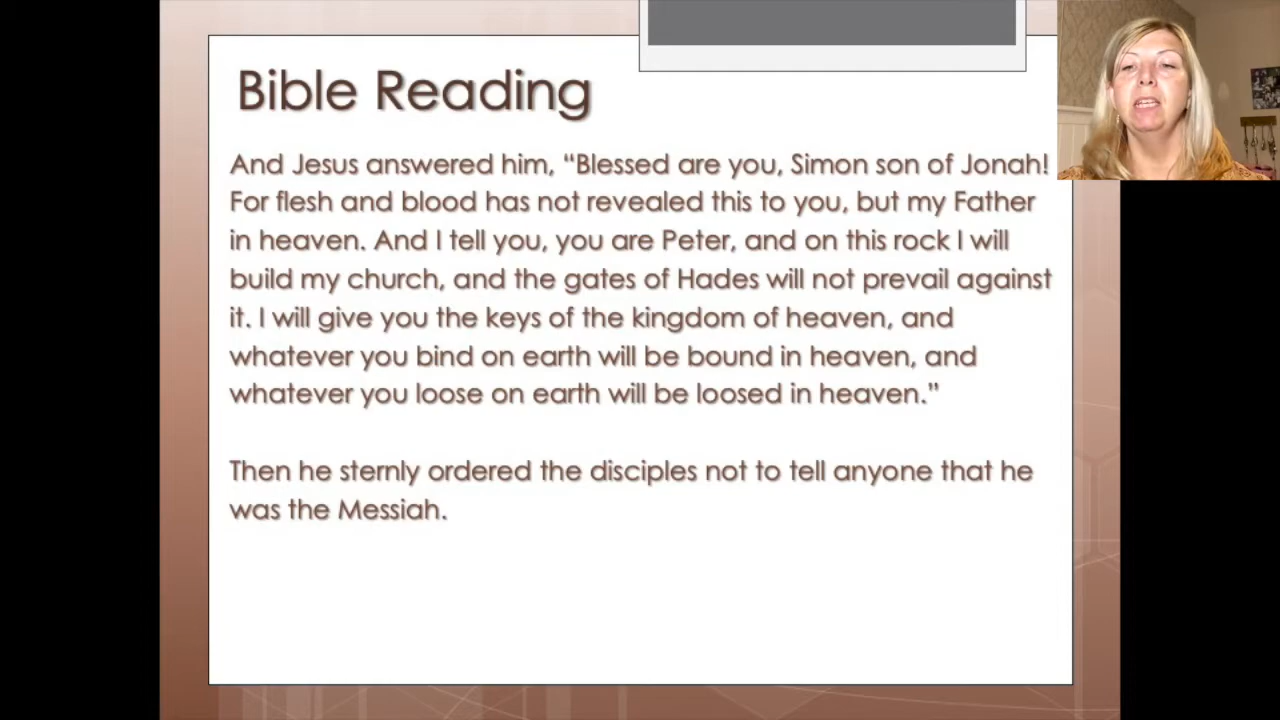 Bible Reading
And Jesus answered him, “Blessed are you, Simon son of Jonah!
For flesh and blood has not revealed this to you, but my Father
in heaven. And I tell you, you are Peter, and on this rock I will
build my church, and the gates of Hades will not prevail against
it. I will give you the keys of the kingdom of heaven, and
whatever you bind on earth will be bound in heaven, and
whatever you loose on earth will be loosed in heaven.”
Then he sternly ordered the disciples not to tell anyone that he
was the Messiah.